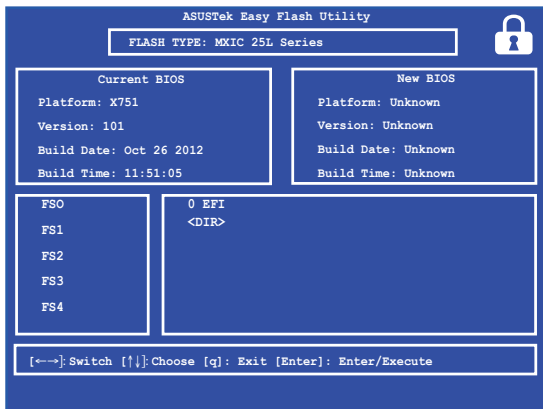 ASUSTek Easy Flash Utility
FLASH TYPE: MXIC 25L Series
Current BIOS
Platform: X751
Version: 101
Build Date: Oct 26 2012
Build Time: 11:51:05
New BIOS
Platform: Unknown
Version: Unknown
Build Date: Unknown
Build Time: Unknown
FSO
FS1
FS2
FS3
FS4
0 EFI
<DIR>
[←→]: Switch [↑↓]: Choose [q]: Exit [Enter]: Enter/Execute